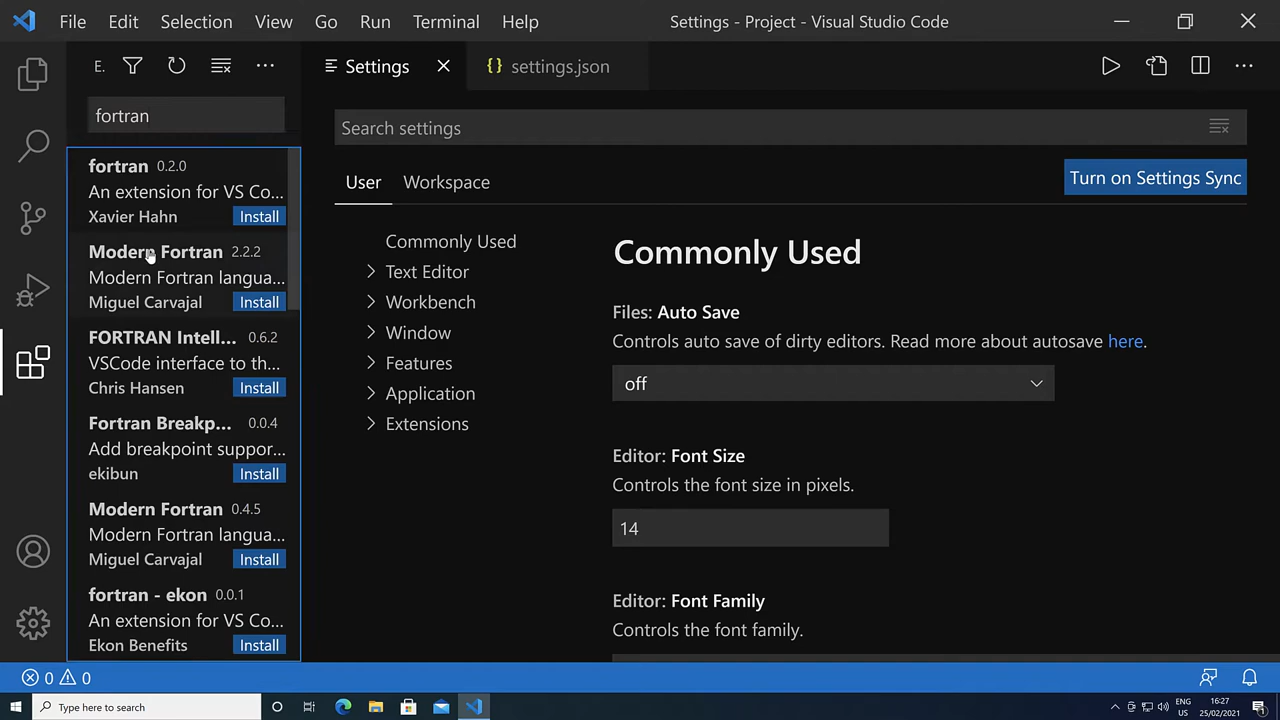 File Edit Selection View Go Run Terminal Help Settings - Project - Visual Studio Code
E.
fortran
fortran 0.2.0
An extension for VS Co...
Xavier Hahn Install
Modern Fortran 2.2.2
Modern Fortran langua...
Miguel Carvajal Install
FORTRAN Intell... 0.6.2
VSCode interface to th...
Chris Hansen Install
Fortran Breakp... 0.0.4
Add breakpoint suppor...
ekibun Install
Modern Fortran 0.4.5
Modern Fortran langua...
Miguel Carvajal Install
fortran - ekon 0.0.1
An extension for VS Co...
Ekon Benefits Install
Settings {} settings.json
Search settings
User Workspace Turn on Settings Sync
Commonly Used
Text Editor
Workbench
Window
Features
Application
Extensions
Commonly Used
Files: Auto Save
Controls auto save of dirty editors. Read more about autosave here.
off
Editor: Font Size
Controls the font size in pixels.
14
Editor: Font Family
Controls the font family.
0 0
Type here to search
ENG
US
16:27
25/02/2021
1